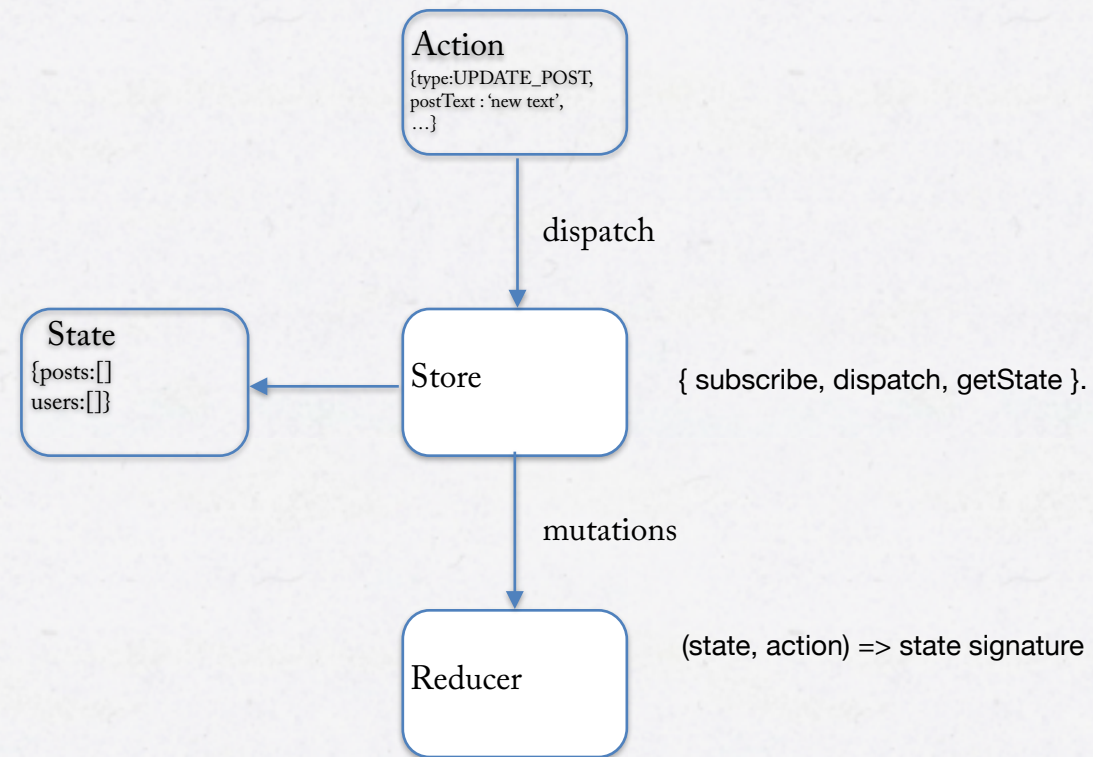 Action
{type:UPDATE_POST,
postText : ‘new text’,
…}
dispatch
State
{posts:[]
users:[]}
Store
{ subscribe, dispatch, getState }.
mutations
Reducer
(state, action) => state signature